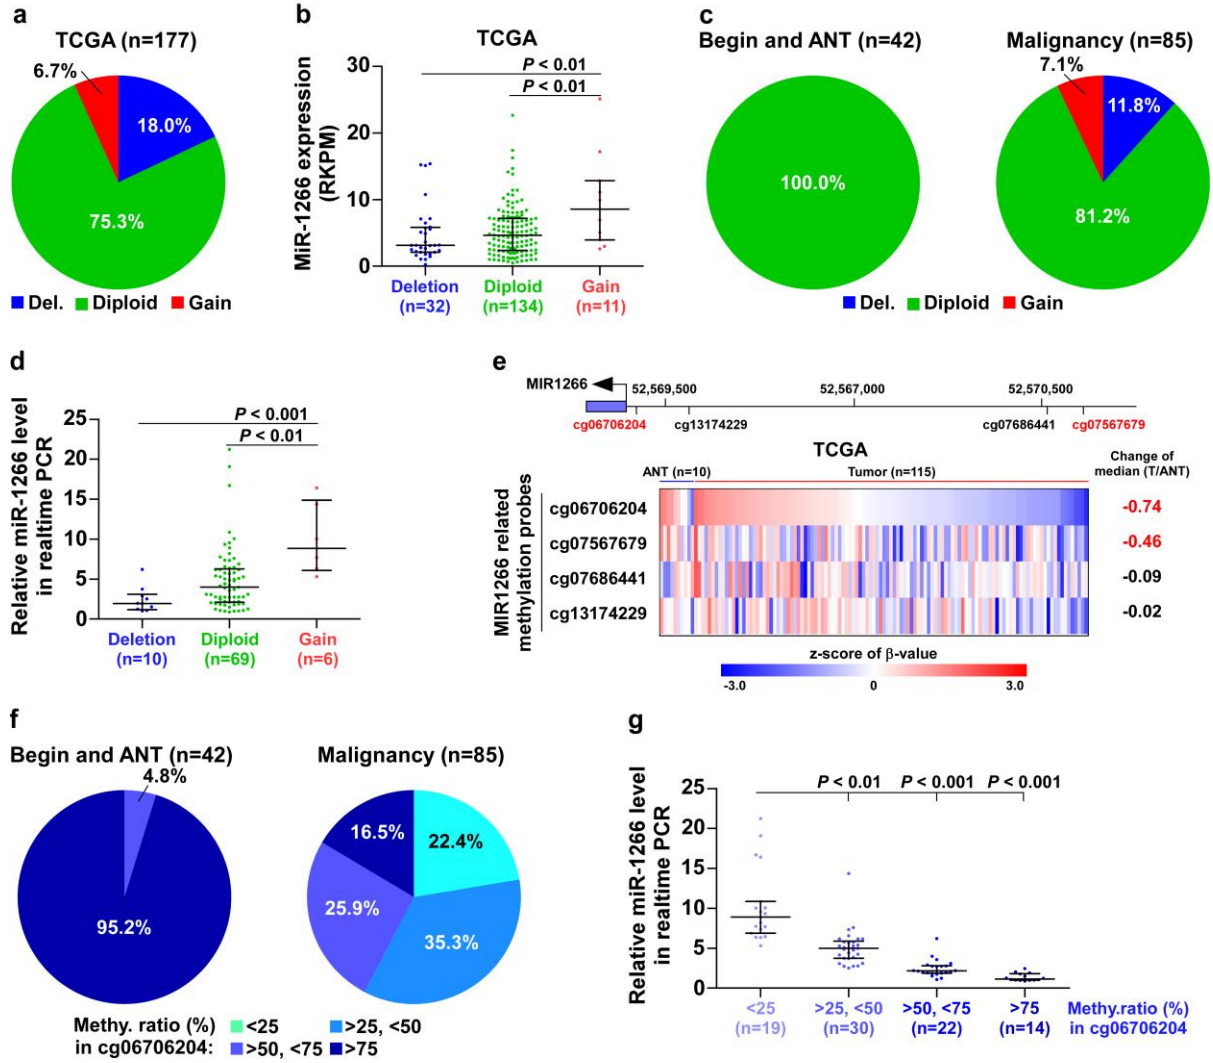 a
TCGA (n=177)
6.7%
18.0%
75.3%
Del. Diploid Gain
b
TCGA
P < 0.01
P < 0.01
MiR-1266 expression
(RKPM)
30
20
10
0
Deletion Diploid Gain
(n=32) (n=134) (n=11)
c
Begin and ANT (n=42) Malignancy (n=85)
7.1%
11.8%
100.0%
81.2%
Del. Diploid Gain
d
P < 0.001
P < 0.01
Relative miR-1266 level
in realtime PCR
25
20
15
10
5
0
Deletion Diploid Gain
(n=10) (n=69) (n=6)
e
MIR1266 52,569,500 52,567,000 52,570,500
cg06706204 cg13174229 cg07686441 cg07567679
TCGA
ANT (n=10) Tumor (n=115)
Change of
median (T/ANT)
MIR1266 related
methylation probes
cg06706204 -0.74
cg07567679 -0.46
cg07686441 -0.09
cg13174229 -0.02
z-score of β-value
-3.0 0 3.0
f
Begin and ANT (n=42) Malignancy (n=85)
4.8%
95.2%
16.5%
22.4%
25.9%
35.3%
Methy. ratio (%) <25 >25, <50
in cg06706204: >50, <75 >75
g
P < 0.01 P < 0.001 P < 0.001
Relative miR-1266 level
in realtime PCR
25
20
15
10
5
0
<25 >25, <50 >50, <75 >75 Methy.ratio (%)
(n=19) (n=30) (n=22) (n=14) in cg06706204